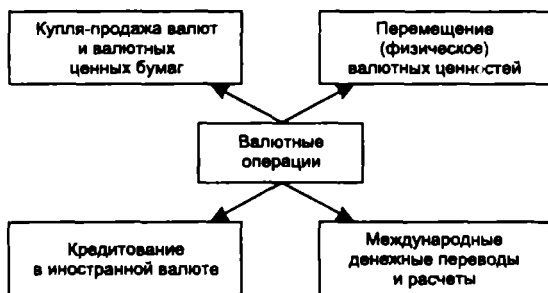 Купля-продажа валют
и валютных
ценных бумаг
Перемещение
(физическое)
валютных ценностей
Валютные
операции
Кредитование
в иностранной валюте
Международные
денежные переводы
и расчеты